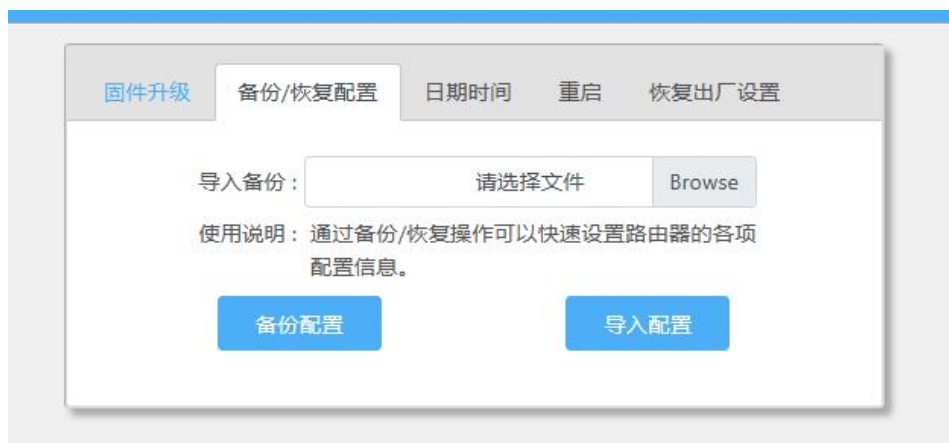 固件升级 备份/恢复配置 日期时间 重启 恢复出厂设置
导入备份： 请选择文件 Browse
使用说明： 通过备份/恢复操作可以快速设置路由器的各项
配置信息。
备份配置 导入配置